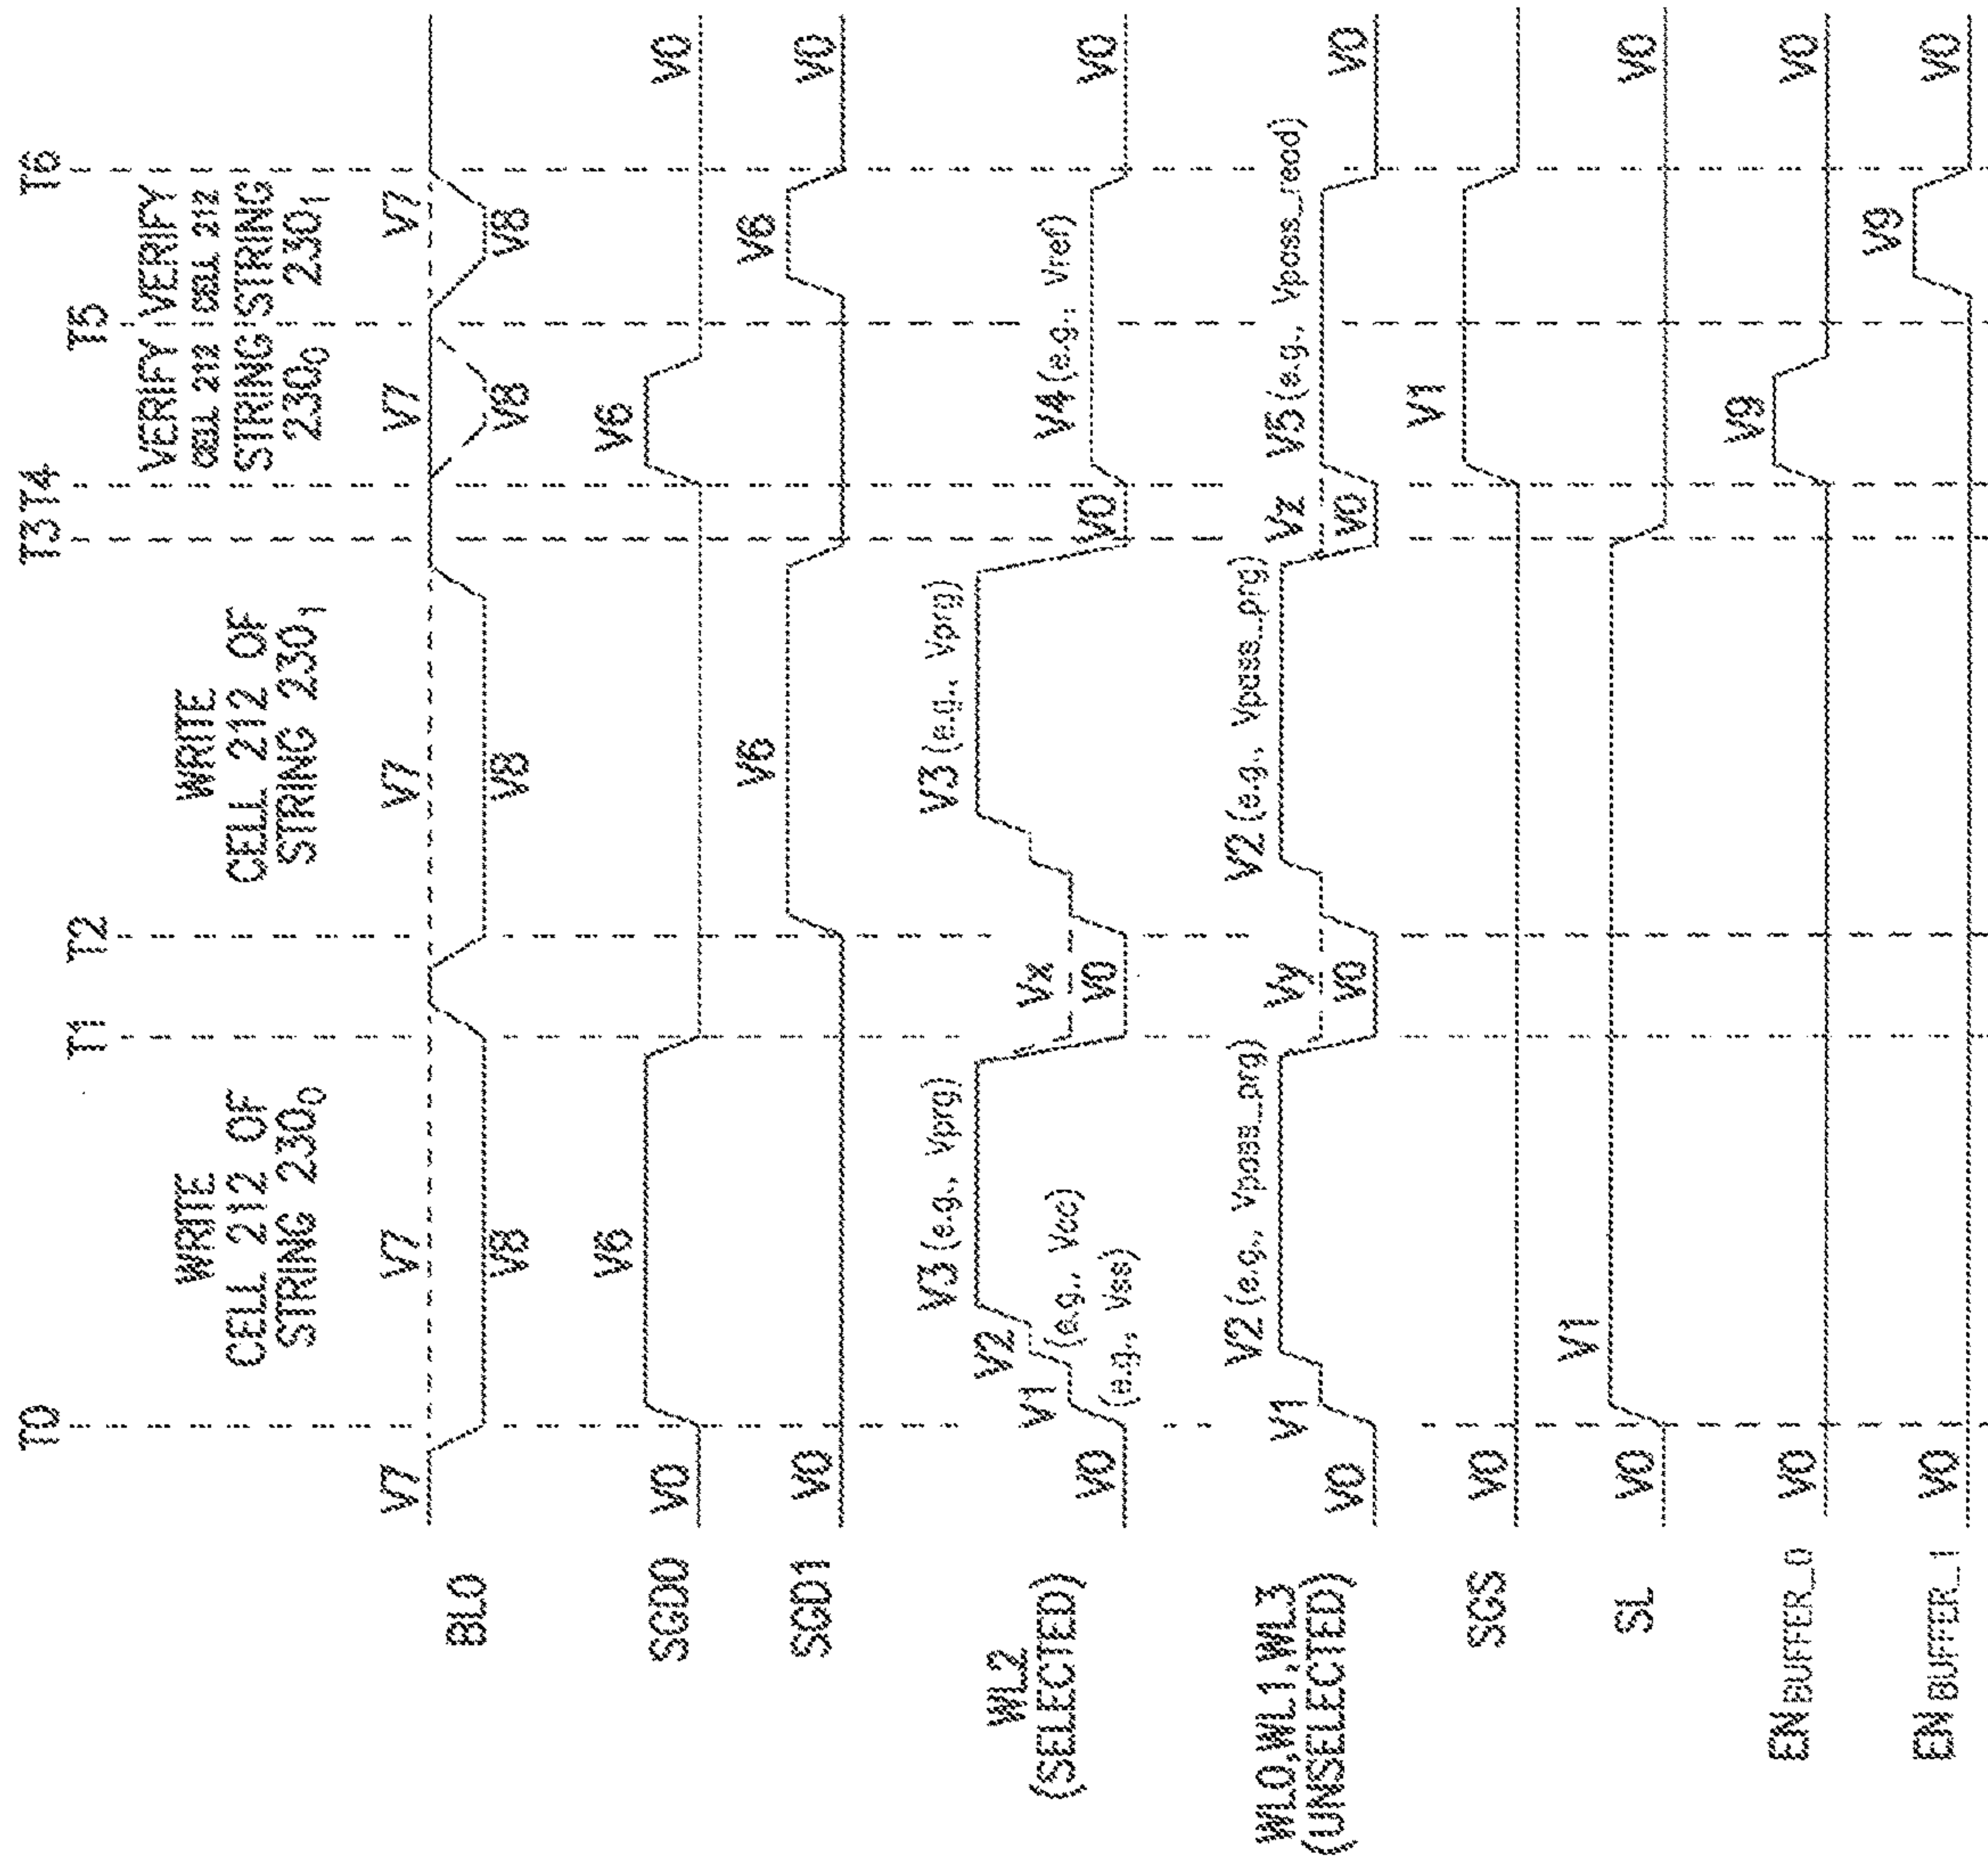 T0 T1 T2 T3 T4 T5 T6
WRITE
CELL 212 OF
STRING 230₀
WRITE
CELL 212 OF
STRING 230₁
VERIFY VERIFY
CELL 212 CELL 212
STRING STRING
230₀ 230₁
BL0 V7 V7 V8 V7 V8 V7 V8 V7 V8
SGD0 V0 V6 V6 V0
SGD1 V0 V6 V6 V0
WL2
(SELECTED)
V0 V1 V2 V3 (e.g., Vprg) Vx V0 V3 (e.g., Vprg) V0 V4 (e.g., Vref) V0
(e.g., Vcc)
(e.g., Vss)
WL0,WL1,WL3
(UNSELECTED)
V0 V1 V2 (e.g., Vpass_prg) Vy V0 V2 (e.g., Vpass_prg) Vz V0 V5 (e.g., Vpass_read) V0
SGS V0 V1
SL V0 V1 V0
EN BUFFER_0 V0 V9 V0
EN BUFFER_1 V0 V9 V0